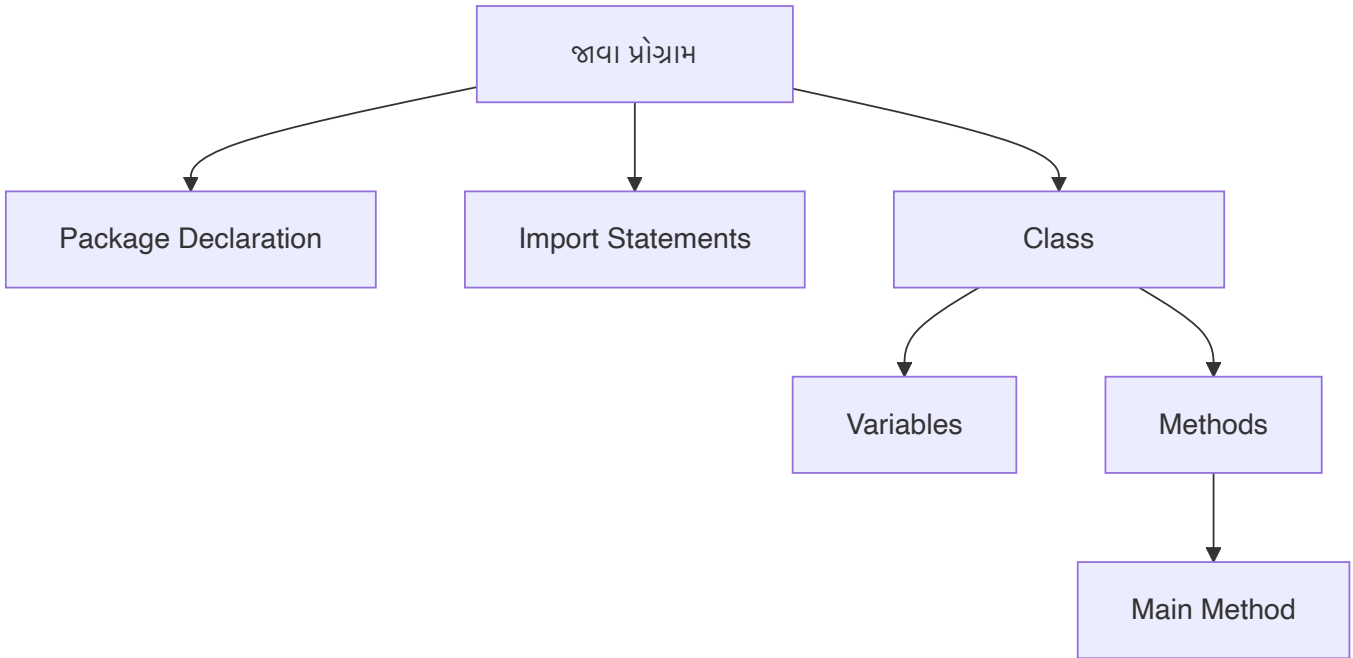 જાવા પ્રોગ્રામ
Package Declaration
Import Statements
Class
Variables
Methods
Main Method